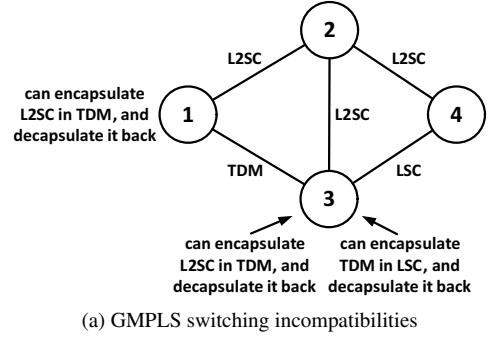 2
L2SC
L2SC
can encapsulate
L2SC in TDM, and
decapsulate it back
1
4
L2SC
TDM
LSC
3
can encapsulate
L2SC in TDM, and
decapsulate it back
can encapsulate
TDM in LSC, and
decapsulate it back
(a) GMPLS switching incompatibilities